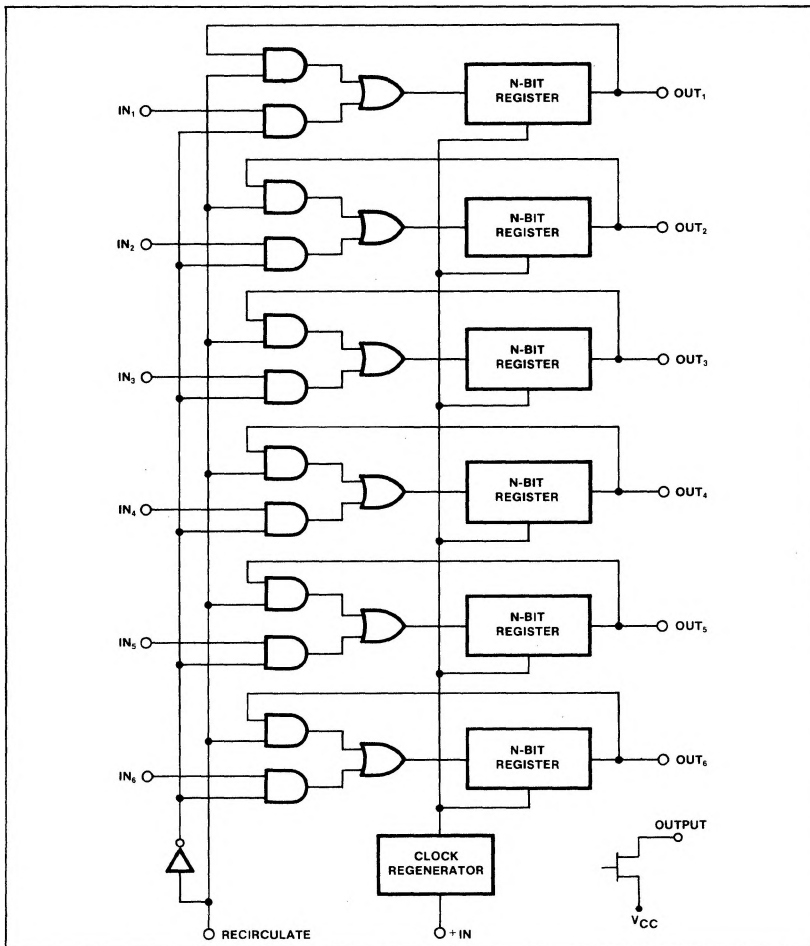 N-BIT
REGISTER
IN₁
OUT₁
N-BIT
REGISTER
IN₂
OUT₂
N-BIT
REGISTER
IN₃
OUT₃
N-BIT
REGISTER
IN₄
OUT₄
N-BIT
REGISTER
IN₅
OUT₅
N-BIT
REGISTER
IN₆
OUT₆
OUTPUT
CLOCK
REGENERATOR
VCC
RECIRCULATE
+ IN